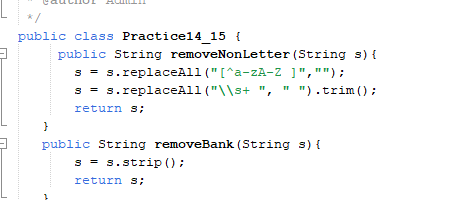 * @author Admin
*/
public class Practice14_15 {
public String removeNonLetter(String s){
s = s.replaceAll("[^a-zA-Z ]","");
s = s.replaceAll("\\s+ ", " ").trim();
return s;
}
public String removeBank(String s){
s = s.strip();
return s;
}